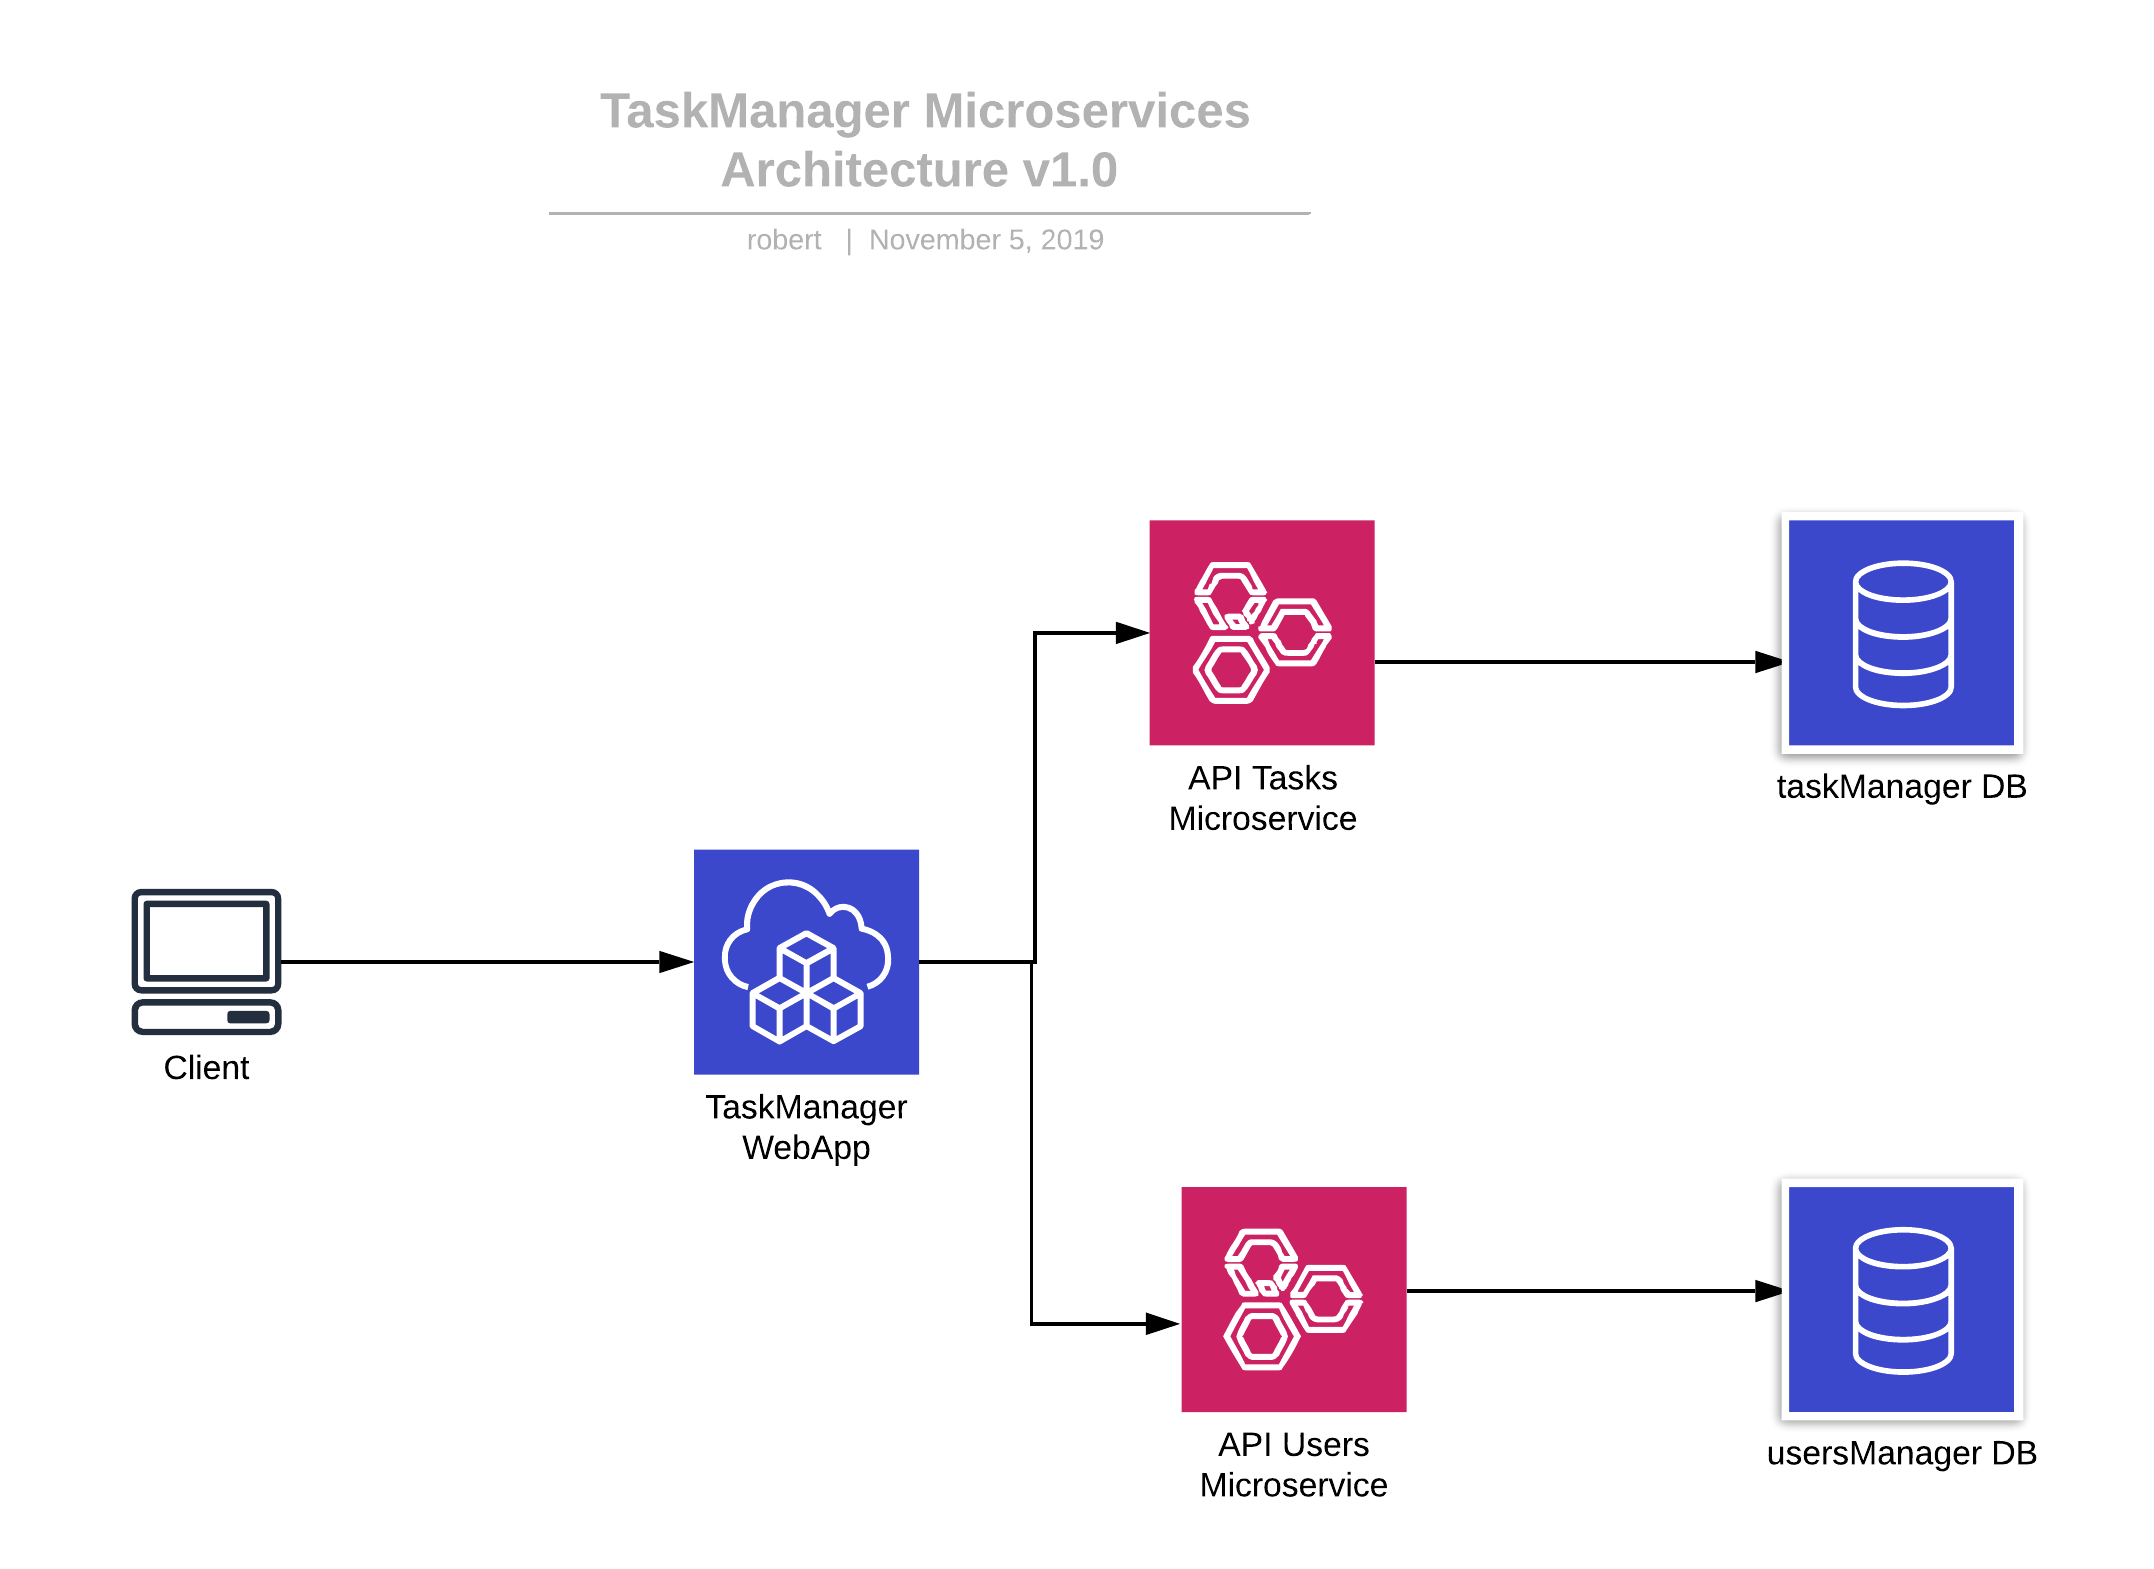 TaskManager Microservices
Architecture v1.0
robert | November 5, 2019
API Tasks
Microservice
taskManager DB
Client
TaskManager
WebApp
API Users
Microservice
usersManager DB